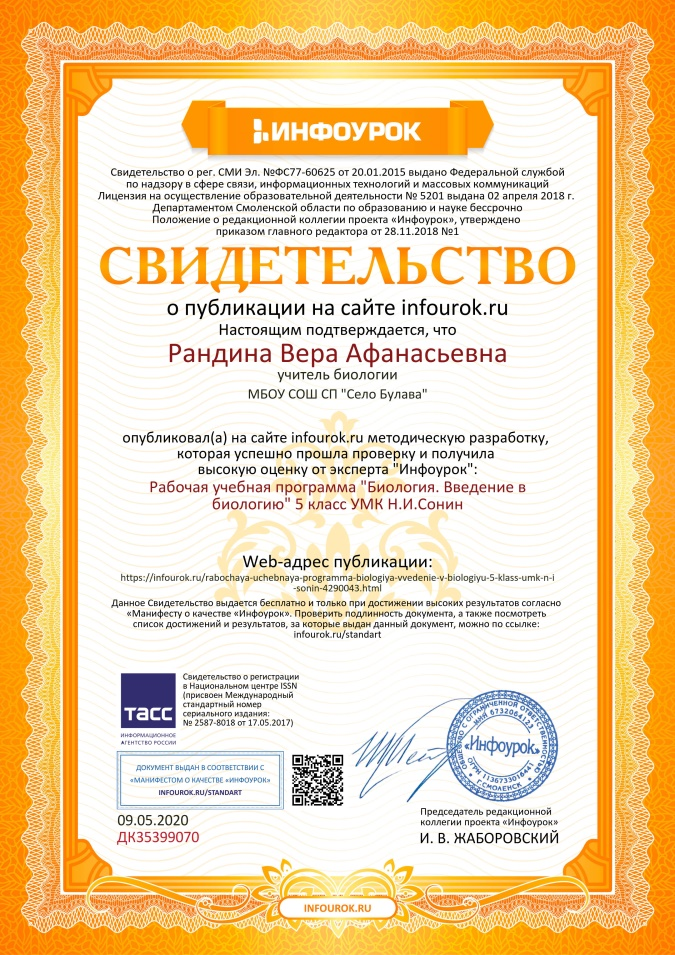 ИНФОУРОК
Свидетельство о рег. СМИ Эл. №ФС77-60625 от 20.01.2015 выдано Федеральной службой
по надзору в сфере связи, информационных технологий и массовых коммуникаций
Лицензия на осуществление образовательной деятельности № 5201 выдана 02 апреля 2018 г.
Департаментом Смоленской области по образованию и науке бессрочно
Положение о редакционной коллегии проекта «Инфоурок», утверждено
приказом главного редактора от 28.11.2018 №1
СВИДЕТЕЛЬСТВО
о публикации на сайте infourok.ru
Настоящим подтверждается, что
Рандина Вера Афанасьевна
учитель биологии
МБОУ СОШ СП "Село Булава"
опубликовал(а) на сайте infourok.ru методическую разработку,
которая успешно прошла проверку и получила
высокую оценку от эксперта "Инфоурок":
Рабочая учебная программа "Биология. Введение в
биологию" 5 класс УМК Н.И.Сонин
Web-адрес публикации:
https://infourok.ru/rabochaya-uchebnaya-programma-biologiya-vvedenie-v-biologiyu-5-klass-umk-n-i
-sonin-4290043.html
Данное Свидетельство выдается бесплатно и только при достижении высоких результатов согласно
«Манифесту о качестве «Инфоурок». Проверить подлинность документа, а также посмотреть
список достижений и результатов, за которые выдан данный документ, можно по ссылке:
infourok.ru/standart
ТАСС
ИНФОРМАЦИОННОЕ
АГЕНТСТВО РОССИИ
Свидетельство о регистрации
в Национальном центре ISSN
(присвоен Международный
стандартный номер
сериального издания:
№ 2587-8018 от 17.05.2017)
ДОКУМЕНТ ВЫДАН В СООТВЕТСТВИИ С
«МАНИФЕСТОМ О КАЧЕСТВЕ «ИНФОУРОК»
INFOUROK.RU/STANDART
09.05.2020
ДК35399070
ОБЩЕСТВО С ОГРАНИЧЕННОЙ ОТВЕТСТВЕННОСТЬЮ
«Инфоурок»
Г.СМОЛЕНСК
Председатель редакционной
коллегии проекта «Инфоурок»
И. В. ЖАБОРОВСКИЙ
INFOUROK.RU